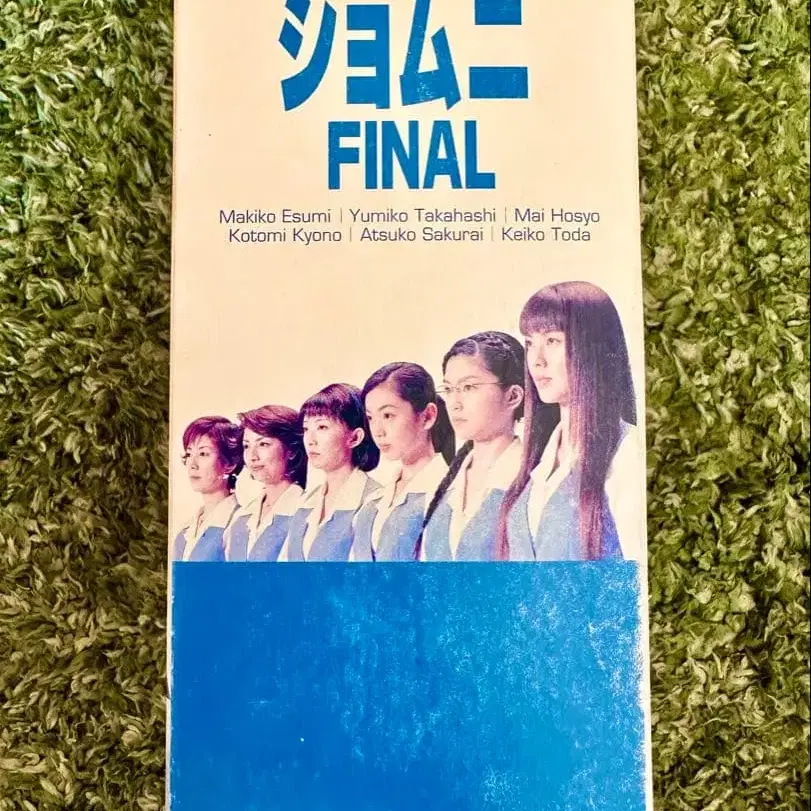 ショムニ
FINAL
Makiko Esumi | Yumiko Takahashi | Mai Hosyo
Kotomi Kyono | Atsuko Sakurai | Keiko Toda